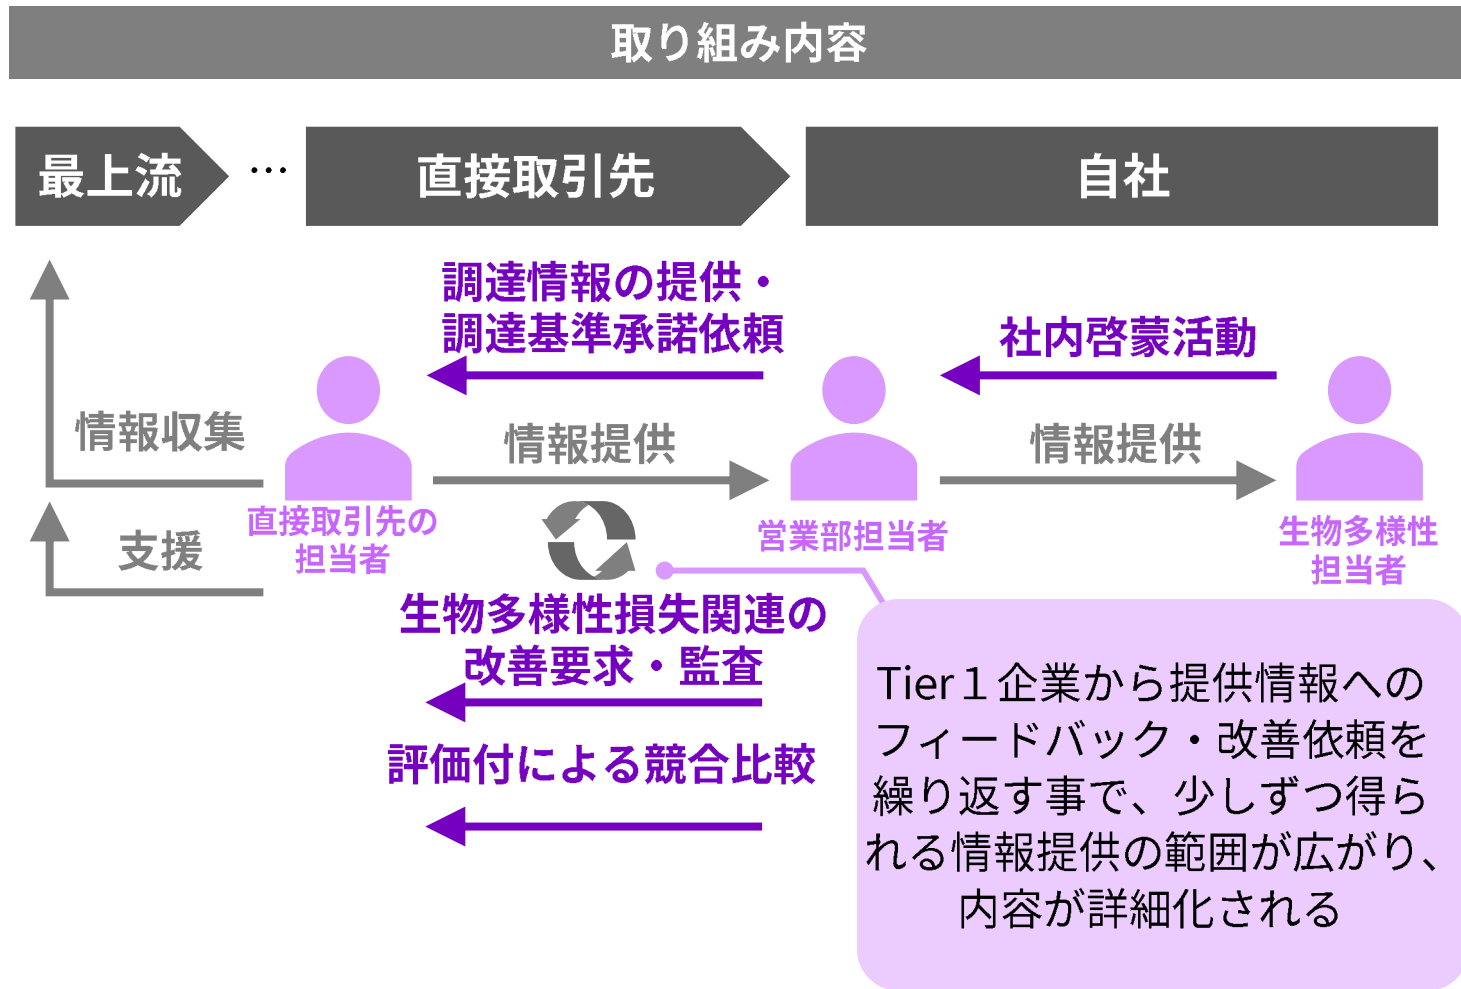 取り組み内容
最上流
…
直接取引先
自社
調達情報の提供・
調達基準承諾依頼
社内啓蒙活動
情報収集
情報提供
情報提供
直接取引先の
担当者
営業部担当者
生物多様性
担当者
支援
生物多様性損失関連の
改善要求・監査
評価付による競合比較
Tier１企業から提供情報への
フィードバック・改善依頼を
繰り返す事で、少しずつ得ら
れる情報提供の範囲が広がり、
内容が詳細化される